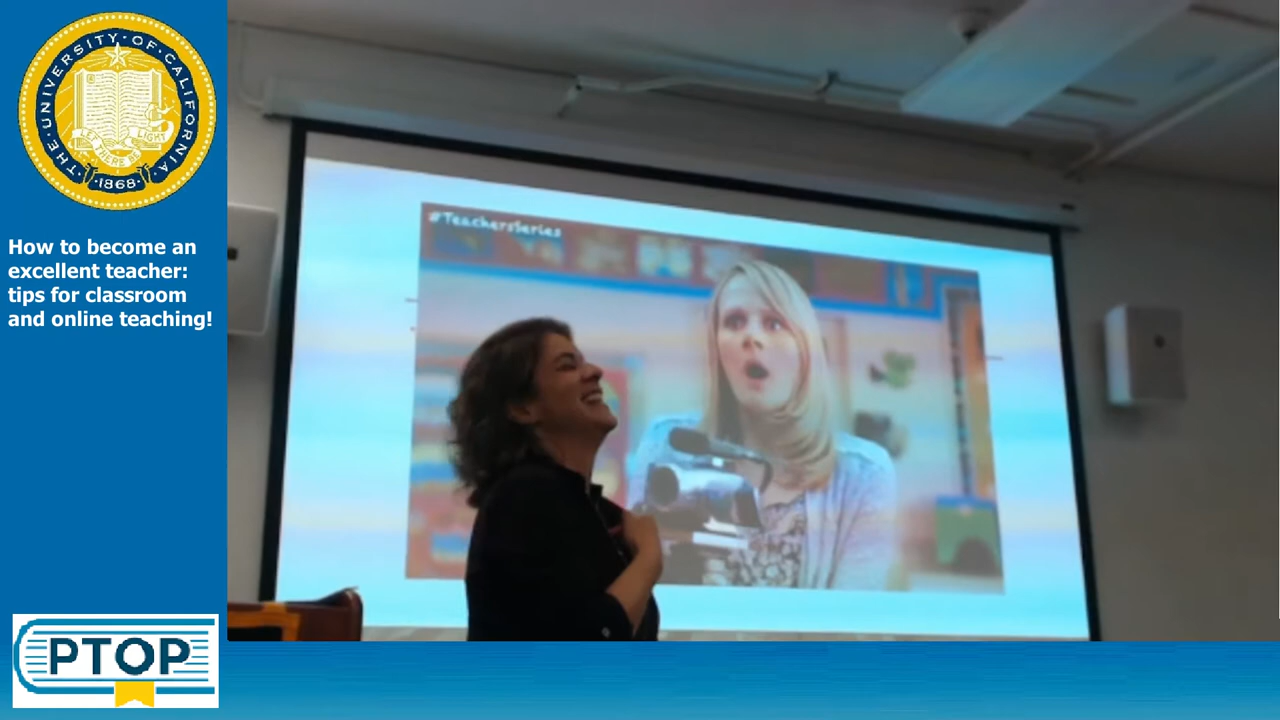 THE · UNIVERSITY · OF · CALIFORNIA
LET THERE BE LIGHT
· 1868 ·
How to become an
excellent teacher:
tips for classroom
and online teaching!
#TeachersSeries
PTOP